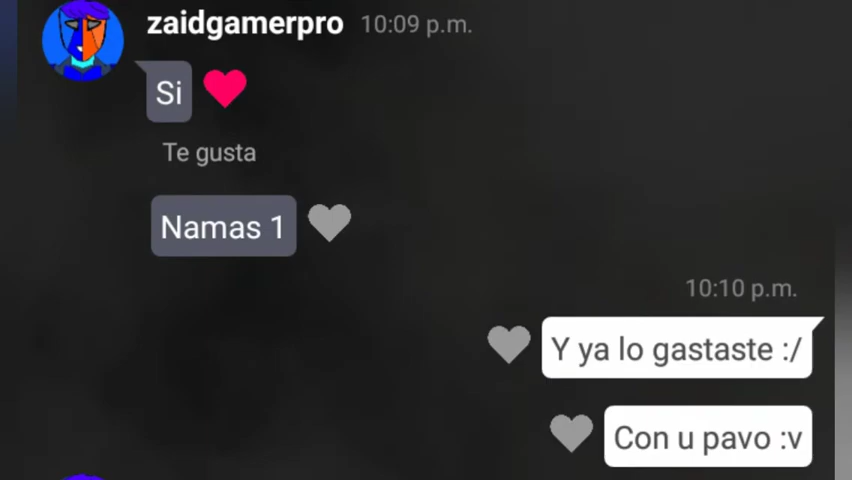 zaidgamerpro 10:09 p.m.
Si
Te gusta
Namas 1
10:10 p.m.
Y ya lo gastaste :/
Con u pavo :v